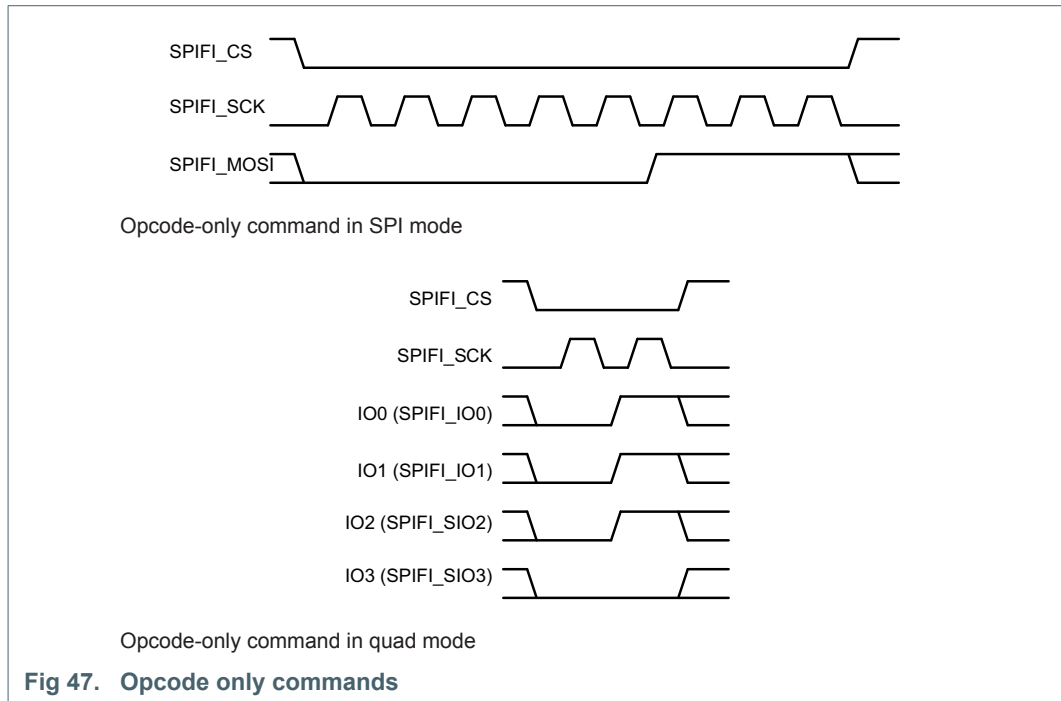 SPIFI_CS
SPIFI_SCK
SPIFI_MOSI
Opcode-only command in SPI mode
SPIFI_CS
SPIFI_SCK
IO0 (SPIFI_IO0)
IO1 (SPIFI_IO1)
IO2 (SPIFI_SIO2)
IO3 (SPIFI_SIO3)
Opcode-only command in quad mode
Fig 47. Opcode only commands